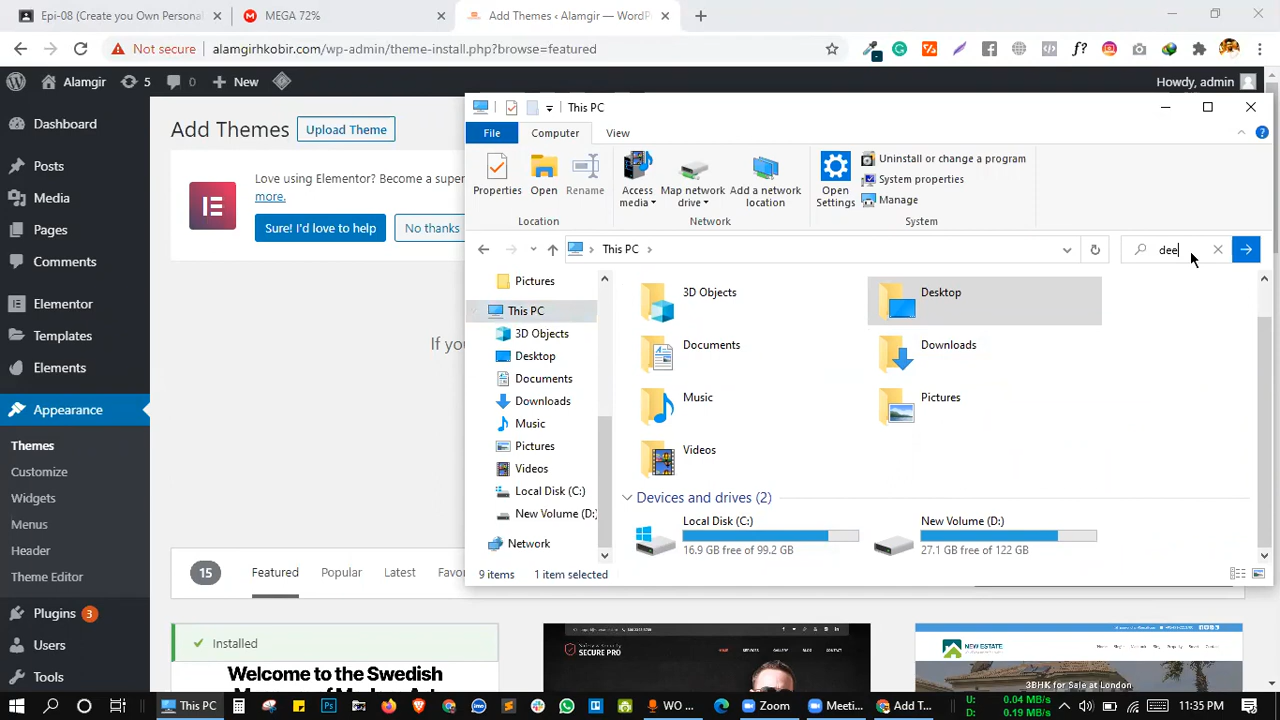 Epi-08 (Create you Own Personal
MEGA 72%
Add Themes ‹ Alamgir — WordP
Not secure
alamgirhkobir.com/wp-admin/theme-install.php?browse=featured
Alamgir
5
New
Howdy, admin
Dashboard
Posts
Media
Pages
Comments
Elementor
Templates
Elements
Appearance
Themes
Customize
Widgets
Menus
Header
Theme Editor
Plugins 3
Users
Tools
Add Themes
Upload Theme
Love using Elementor? Become a super
more.
Sure! I'd love to help
No thanks
If you
15
Featured
Popular
Latest
Favo
Installed
Welcome to the Swedish
SECURE PRO
NEW ESTATE
3BHK for Sale at London
This PC
File
Computer
View
Properties
Open
Rename
Access media
Map network drive
Add a network location
Open Settings
Uninstall or change a program
System properties
Manage
Location
Network
System
This PC
dee
Pictures
This PC
3D Objects
Desktop
Documents
Downloads
Music
Pictures
Videos
Local Disk (C:)
New Volume (D:)
Network
3D Objects
Desktop
Documents
Downloads
Music
Pictures
Videos
Devices and drives (2)
Local Disk (C:)
16.9 GB free of 99.2 GB
New Volume (D:)
27.1 GB free of 122 GB
9 items
1 item selected
This PC
WO ...
Zoom
Meeti...
Add T...
U: 0.04 MB/s
D: 0.19 MB/s
11:35 PM